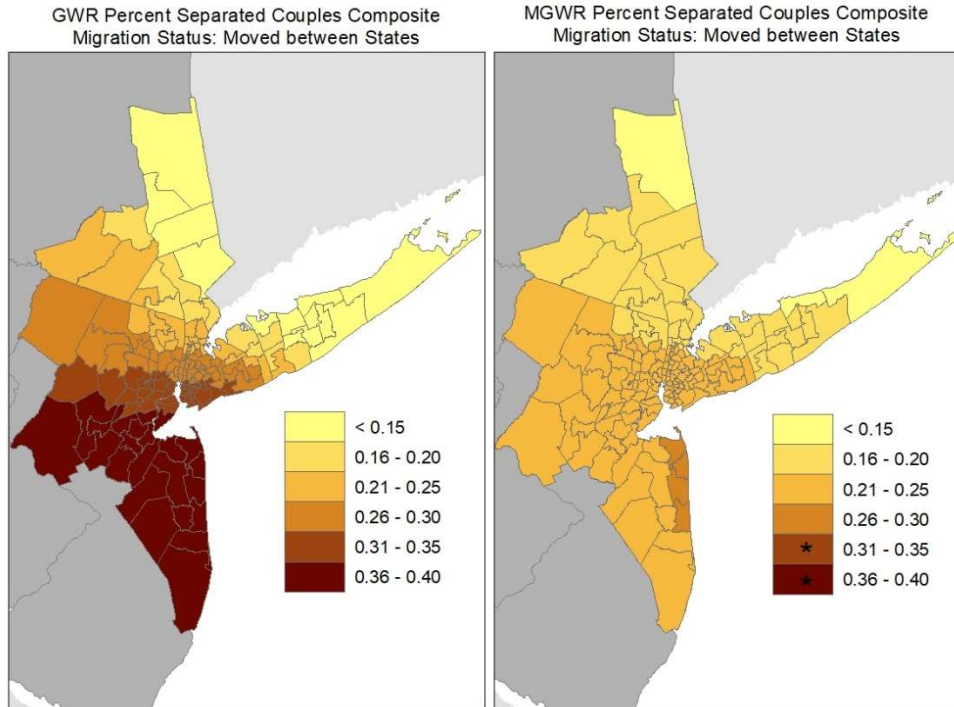 GWR Percent Separated Couples Composite
Migration Status: Moved between States
< 0.15
0.16 - 0.20
0.21 - 0.25
0.26 - 0.30
0.31 - 0.35
0.36 - 0.40
MGWR Percent Separated Couples Composite
Migration Status: Moved between States
< 0.15
0.16 - 0.20
0.21 - 0.25
0.26 - 0.30
* 0.31 - 0.35
* 0.36 - 0.40